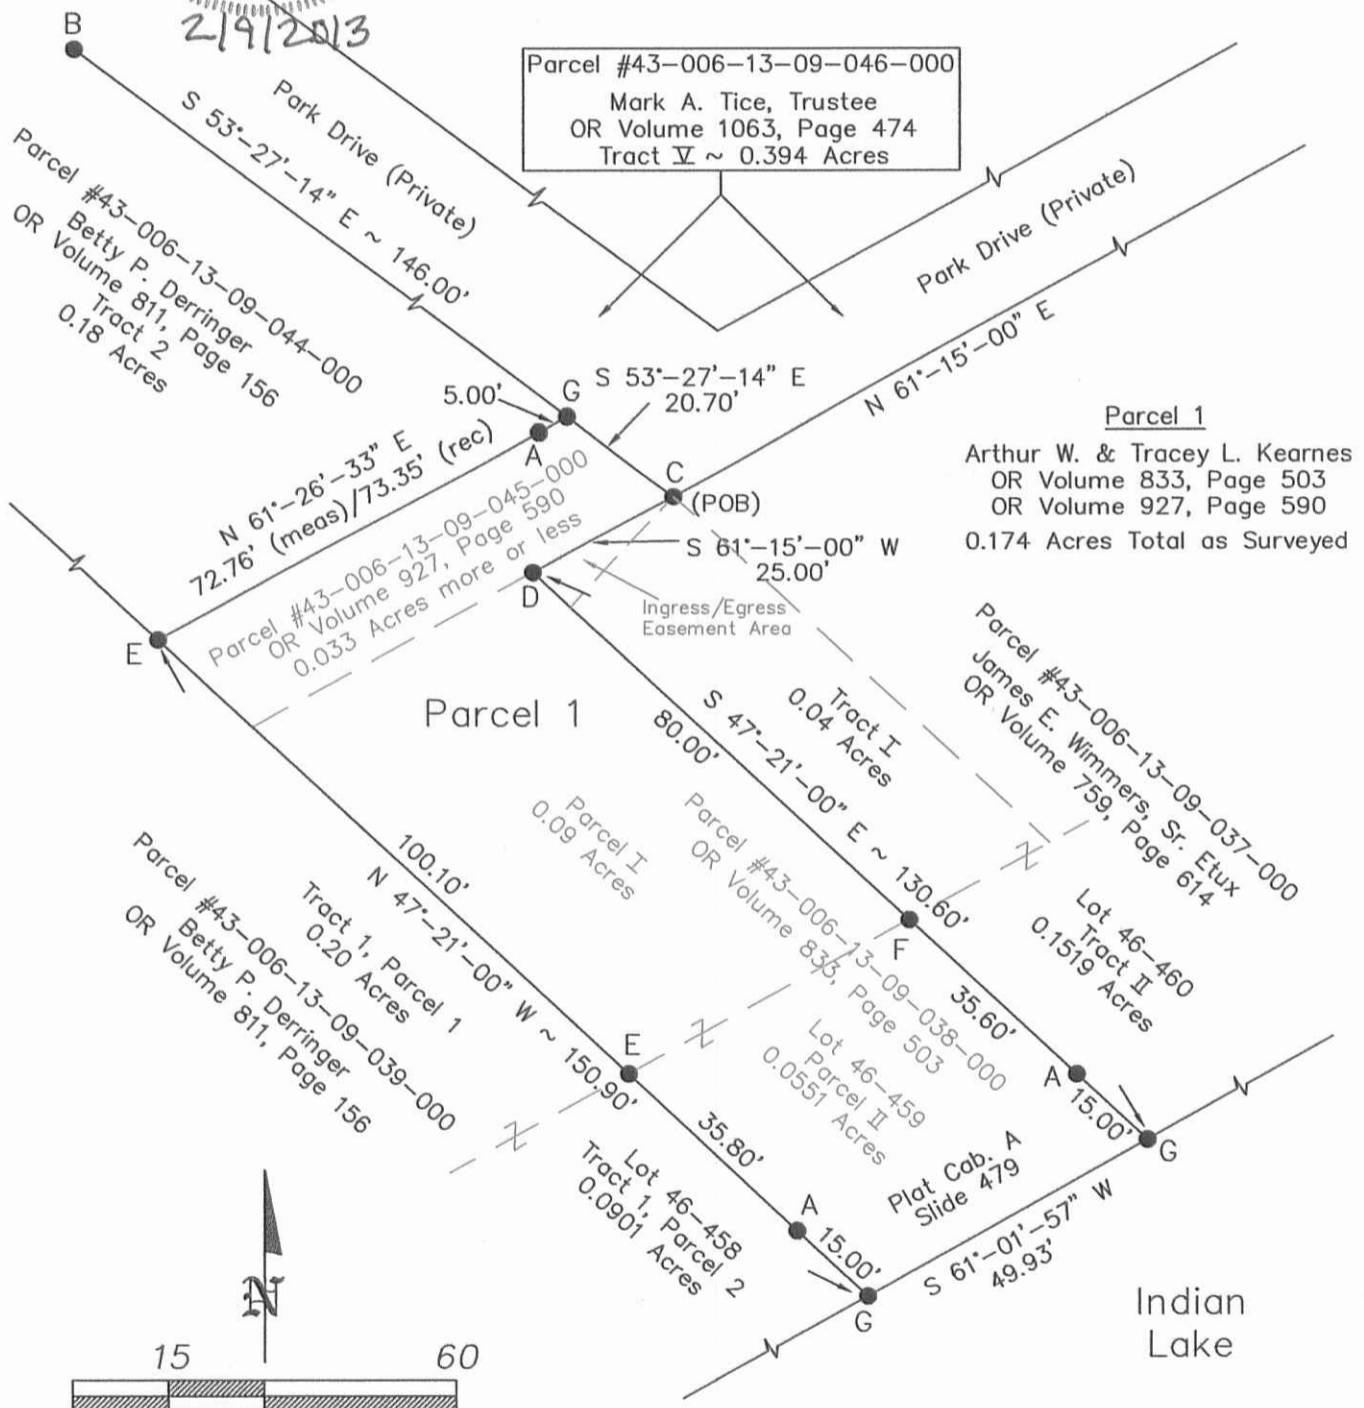 2/9/2013
B
Park Drive (Private)
S 53°-27'-14" E ~ 146.00'
Parcel #43-006-13-09-046-000
Mark A. Tice, Trustee
OR Volume 1063, Page 474
Tract V ~ 0.394 Acres
Park Drive (Private)
N 61°-15'-00" E
Parcel #43-006-13-09-044-000
Betty P. Derringer
OR Volume 811, Page 156
Tract 2
0.18 Acres
5.00'
G
S 53°-27'-14" E
20.70'
A
C
(POB)
Parcel 1
Arthur W. & Tracey L. Kearnes
OR Volume 833, Page 503
OR Volume 927, Page 590
0.174 Acres Total as Surveyed
N 61°-26'-33" E
72.76' (meas)/73.35' (rec)
Parcel #43-006-13-09-045-000
OR Volume 927, Page 590
0.033 Acres more or less
S 61°-15'-00" W
25.00'
D
Ingress/Egress
Easement Area
E
Parcel 1
S 47°-21'-00" E ~ 130.60'
80.00'
Tract I
0.04 Acres
Parcel #43-006-13-09-037-000
James E. Wimmers, Sr. Etux
OR Volume 759, Page 614
Parcel I
0.09 Acres
Parcel #43-006-13-09-038-000
OR Volume 833, Page 503
100.10'
N 47°-21'-00" W ~ 150.90'
Tract 1, Parcel 1
0.20 Acres
Parcel #43-006-13-09-039-000
Betty P. Derringer
OR Volume 811, Page 156
F
Lot 46-460
Tract II
0.1519 Acres
35.60'
E
Lot 46-459
Parcel II
0.0551 Acres
A
15.00'
G
35.80'
Plat Cab. A
Slide 479
Lot 46-458
Tract 1, Parcel 2
0.0901 Acres
A
15.00'
G
S 61°-01'-57" W
49.93'
Indian
Lake
N
15
60